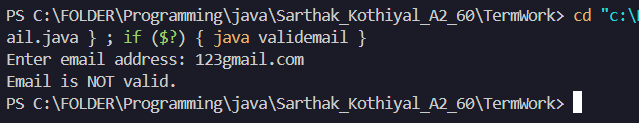 PS C:\FOLDER\Programming\java\Sarthak_Kothiyal_A2_60\TermWork> cd "c:\
ail.java } ; if ($?) { java validemail }
Enter email address: 123gmail.com
Email is NOT valid.
PS C:\FOLDER\Programming\java\Sarthak_Kothiyal_A2_60\TermWork>